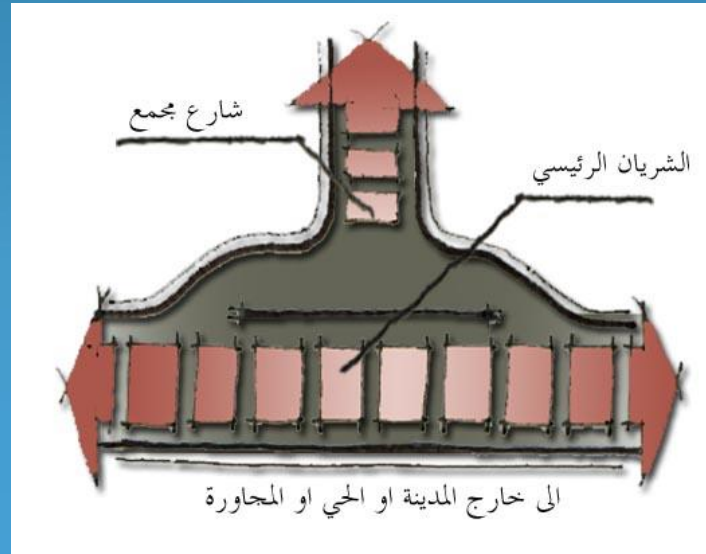 شارع مجمع
الشريان الرئيسي
الى خارج المدينة او الحي او المجاورة